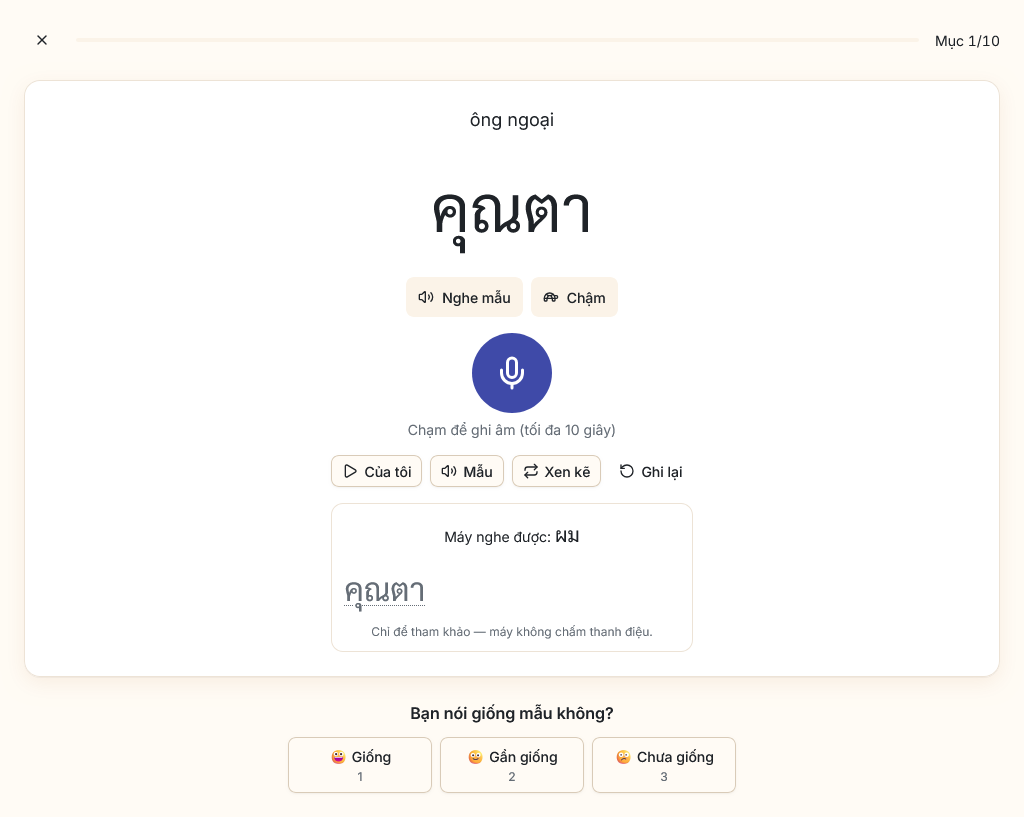 Mục 1/10
ông ngoại
คุณตา
Nghe mẫu
Chậm
Chạm để ghi âm (tối đa 10 giây)
Của tôi
Mẫu
Xen kẽ
Ghi lại
Máy nghe được: ผม
คุณตา
Chỉ để tham khảo — máy không chấm thanh điệu.
Bạn nói giống mẫu không?
Giống
1
Gần giống
2
Chưa giống
3